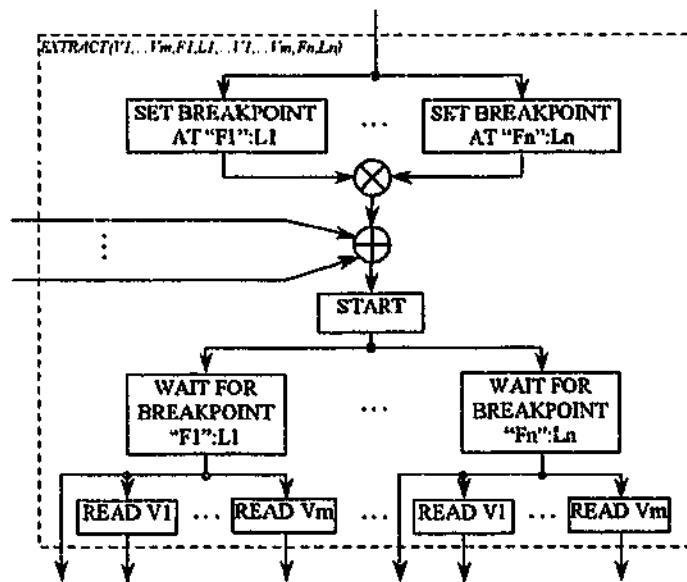 EXTRACT(V1,...Vm,F1,L1,...V1,...Vm,Fn,Ln)
SET BREAKPOINT
AT "F1":L1
...
SET BREAKPOINT
AT "Fn":Ln
START
WAIT FOR
BREAKPOINT
"F1":L1
...
WAIT FOR
BREAKPOINT
"Fn":Ln
READ V1 ... READ Vm ... READ V1 ... READ Vm